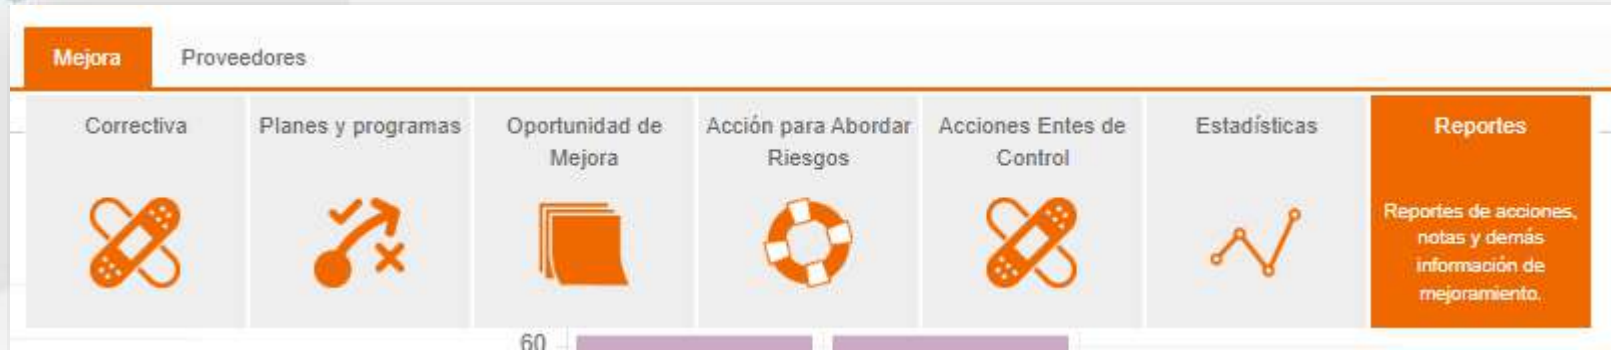 Mejora
Proveedores
Correctiva
Planes y programas
Oportunidad de
Mejora
Acción para Abordar
Riesgos
Acciones Entes de
Control
Estadísticas
Reportes
Reportes de acciones,
notas y demás
información de
mejoramiento.
60